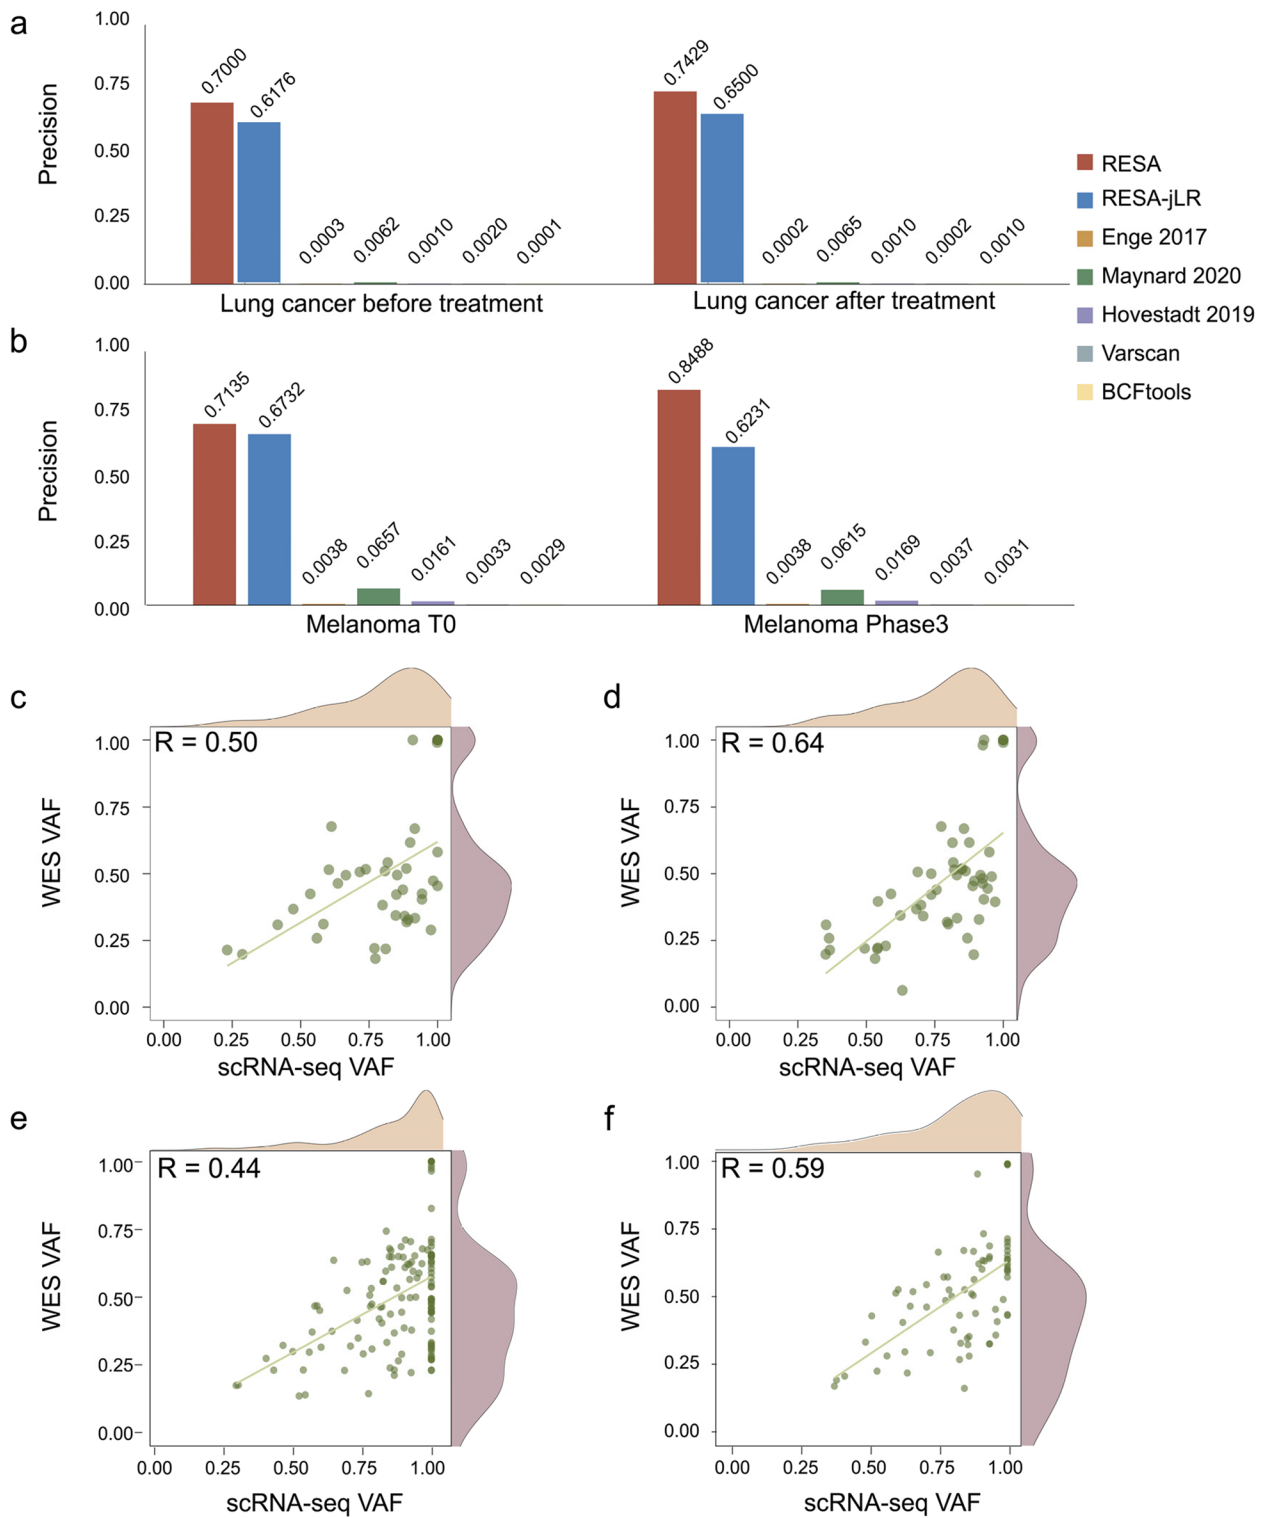 a
Precision
1.00
0.75
0.50
0.25
0.00
0.7000
0.6176
0.0003
0.0062
0.0010
0.0020
0.0001
0.7429
0.6500
0.0002
0.0065
0.0010
0.0002
0.0010
Lung cancer before treatment
Lung cancer after treatment
RESA
RESA-jLR
Enge 2017
Maynard 2020
Hovestadt 2019
Varscan
BCFtools
b
Precision
1.00
0.75
0.50
0.25
0.00
0.7135
0.6732
0.0038
0.0657
0.0161
0.0033
0.0029
0.8488
0.6231
0.0038
0.0615
0.0169
0.0037
0.0031
Melanoma T0
Melanoma Phase3
c
R = 0.50
WES VAF
1.00
0.75
0.50
0.25
0.00
0.00 0.25 0.50 0.75 1.00
scRNA-seq VAF
d
R = 0.64
WES VAF
1.00
0.75
0.50
0.25
0.00
0.00 0.25 0.50 0.75 1.00
scRNA-seq VAF
e
R = 0.44
WES VAF
1.00
0.75
0.50
0.25
0.00
0.00 0.25 0.50 0.75 1.00
scRNA-seq VAF
f
R = 0.59
WES VAF
1.00
0.75
0.50
0.25
0.00
0.00 0.25 0.50 0.75 1.00
scRNA-seq VAF